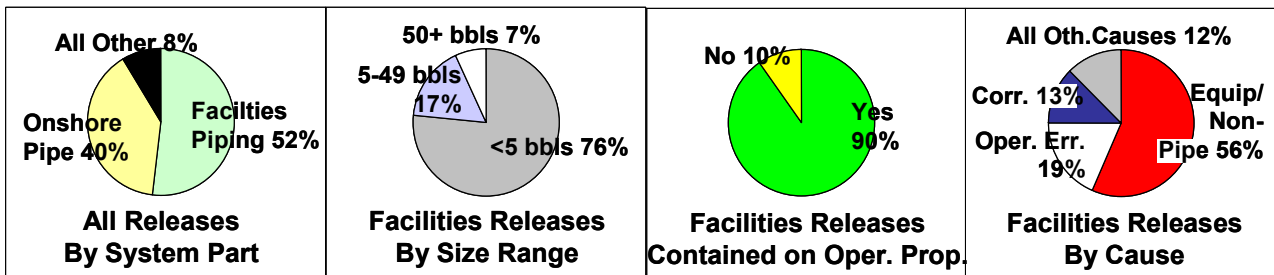 All Other 8%
Onshore
Pipe 40%
Facilties
Piping 52%
All Releases
By System Part
50+ bbls 7%
5-49 bbls
17%
<5 bbls 76%
Facilities Releases
By Size Range
No 10%
Yes
90%
Facilities Releases
Contained on Oper. Prop.
All Oth.Causes 12%
Corr. 13%
Oper. Err.
19%
Equip/
Non-
Pipe 56%
Facilities Releases
By Cause